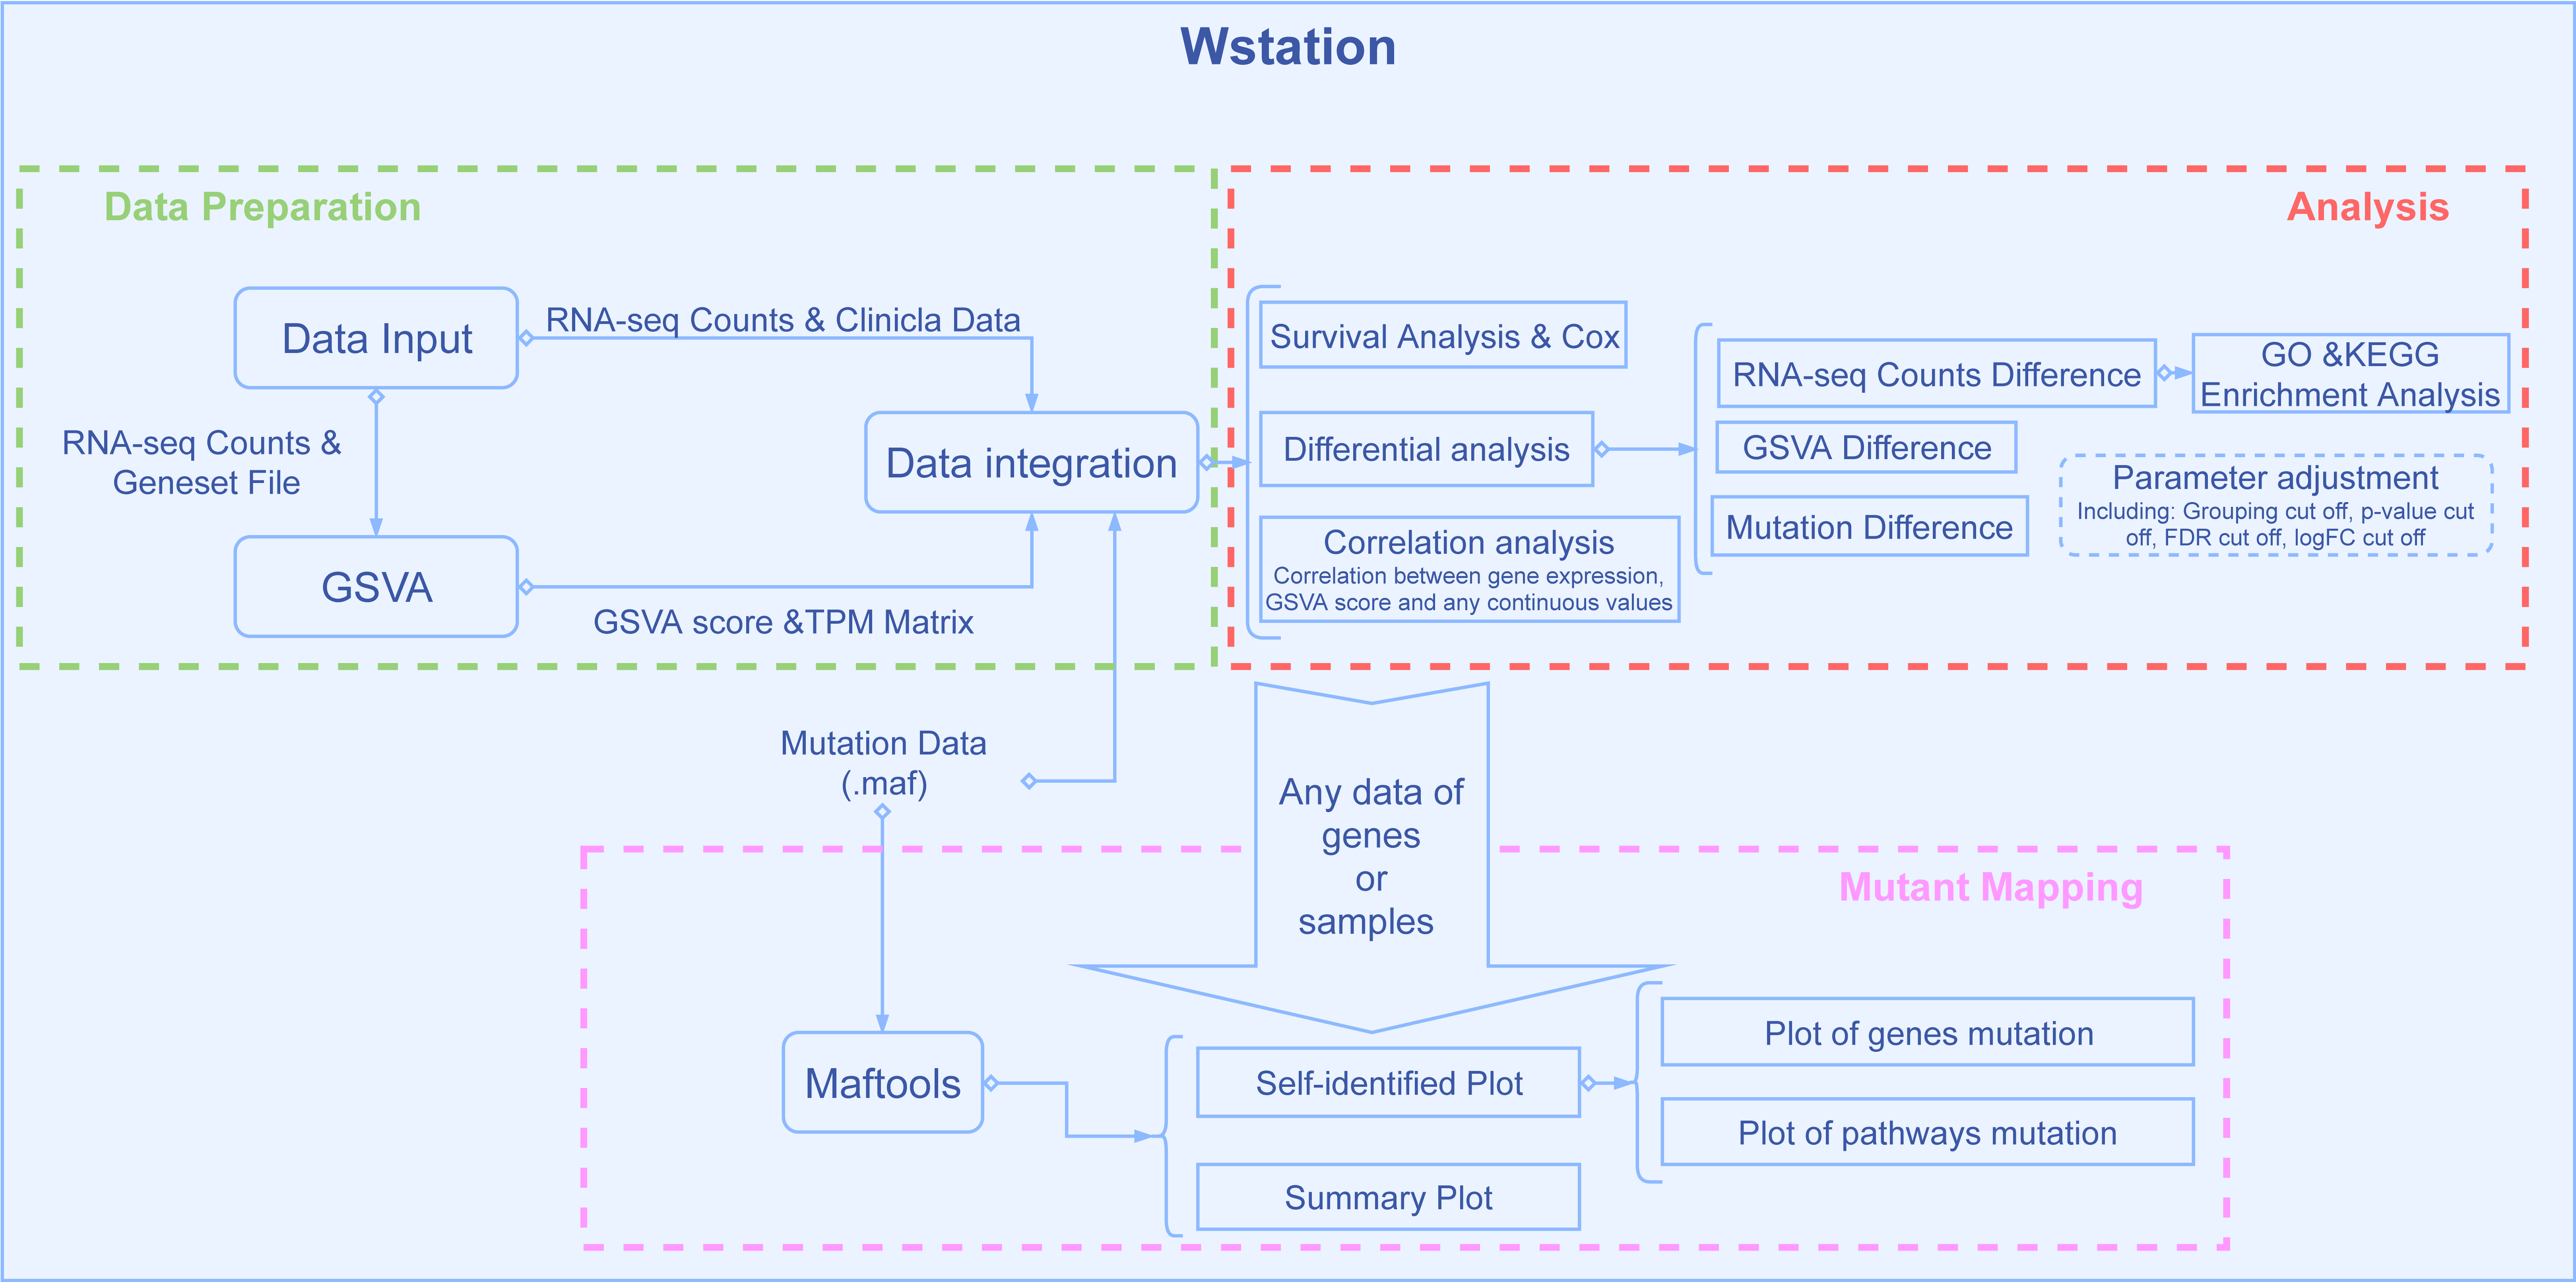 Wstation
Data Preparation
Data Input
RNA-seq Counts & Clinicla Data
RNA-seq Counts &
Geneset File
Data integration
GSVA
GSVA score &TPM Matrix
Analysis
Survival Analysis & Cox
Differential analysis
Correlation analysis
Correlation between gene expression,
GSVA score and any continuous values
RNA-seq Counts Difference
GO &KEGG
Enrichment Analysis
GSVA Difference
Mutation Difference
Parameter adjustment
Including: Grouping cut off, p-value cut
off, FDR cut off, logFC cut off
Mutation Data
(.maf)
Any data of
genes
or
samples
Mutant Mapping
Maftools
Self-identified Plot
Summary Plot
Plot of genes mutation
Plot of pathways mutation